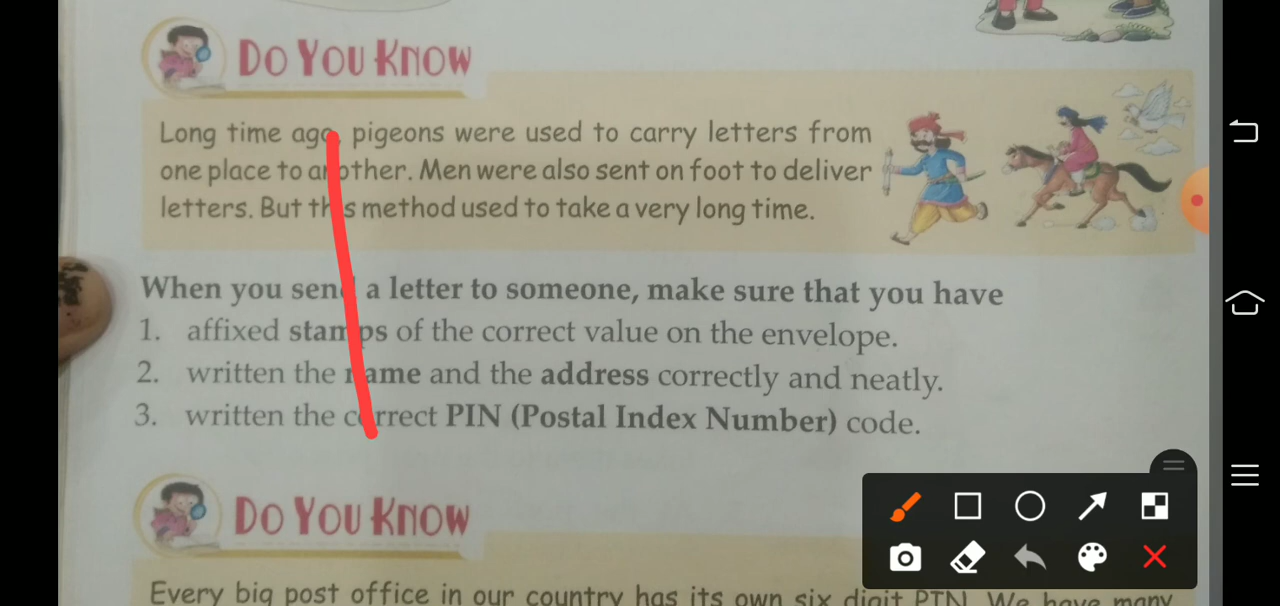 Do You Know
Long time ago, pigeons were used to carry letters from
one place to another. Men were also sent on foot to deliver
letters. But this method used to take a very long time.
When you send a letter to someone, make sure that you have
1. affixed stamps of the correct value on the envelope.
2. written the name and the address correctly and neatly.
3. written the correct PIN (Postal Index Number) code.
Do You Know
Every big post office in our country has its own six digit PIN. We have many